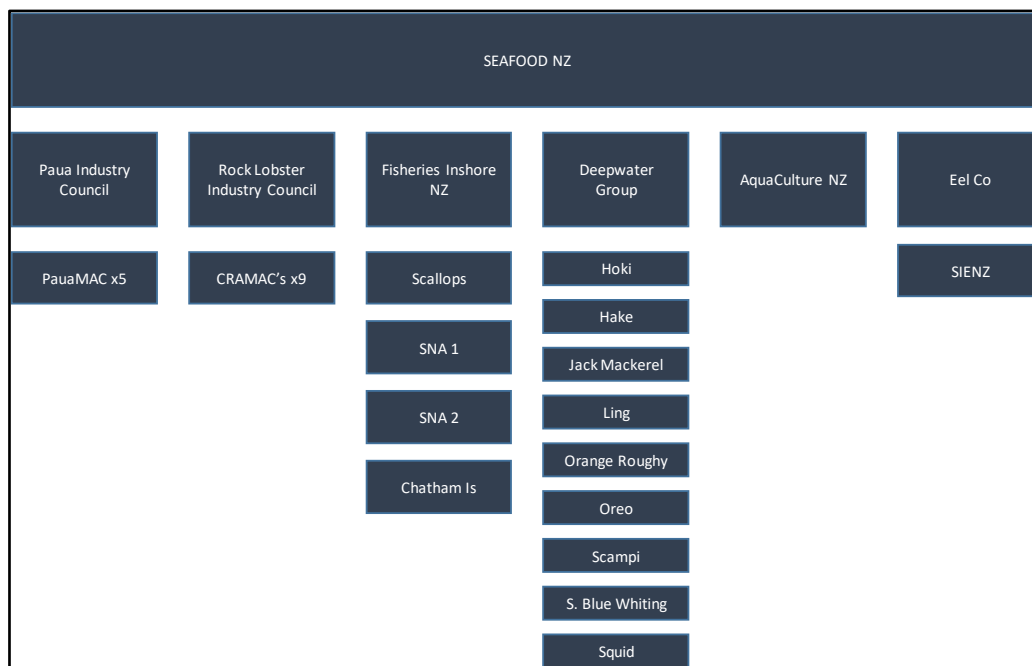 SEAFOOD NZ
Paua Industry
Council
Rock Lobster
Industry Council
Fisheries Inshore
NZ
Deepwater
Group
AquaCulture NZ
Eel Co
PauaMAC x5
CRAMAC’s x9
Scallops
SNA 1
SNA 2
Chatham Is
Hoki
Hake
Jack Mackerel
Ling
Orange Roughy
Oreo
Scampi
S. Blue Whiting
Squid
SIENZ